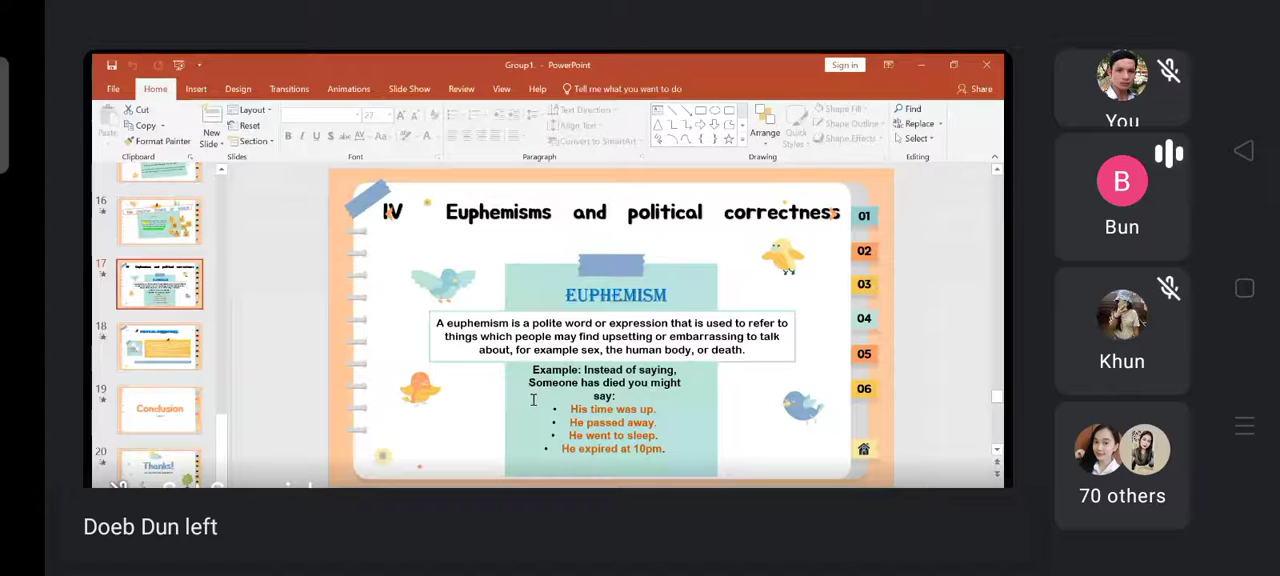 Group1. - PowerPoint
Sign in
File Home Insert Design Transitions Animations Slide Show Review View Help Tell me what you want to do
Share
Paste
Cut
Copy
Format Painter
Clipboard
New
Slide
Layout
Reset
Section
Slides
27
B I U S
Aa
A
Font
Text Direction
Align Text
Convert to SmartArt
Paragraph
Arrange
Quick
Styles
Shape Fill
Shape Outline
Shape Effects
Drawing
Find
Replace
Select
Editing
16
17
18
19
Conclusion
20
Thanks!
IV Euphemisms and political correctness
EUPHEMISM
A euphemism is a polite word or expression that is used to refer to
things which people may find upsetting or embarrassing to talk
about, for example sex, the human body, or death.
Example: Instead of saying,
Someone has died you might
say:
• His time was up.
• He passed away.
• He went to sleep.
• He expired at 10pm.
01
02
03
04
05
06
You
B
Bun
Khun
70 others
Doeb Dun left